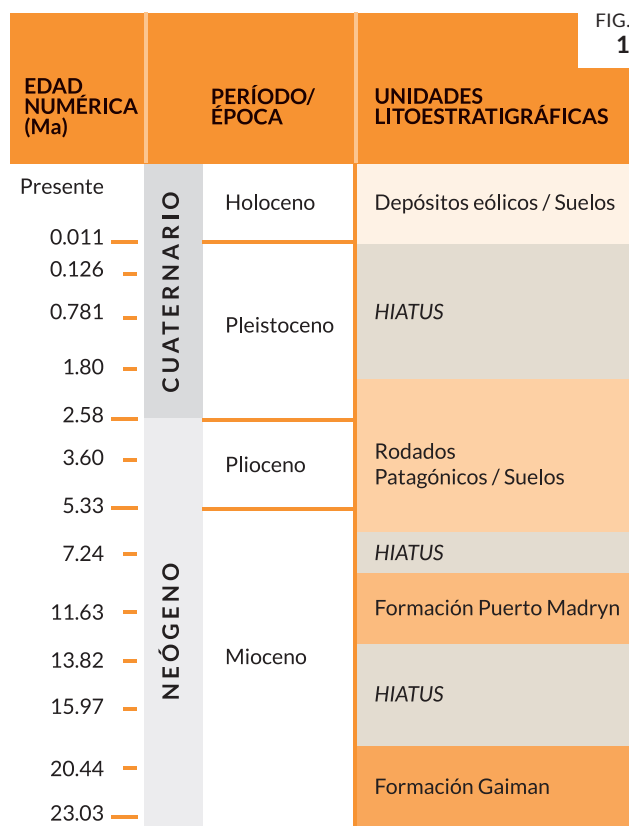 FIG.
1
EDAD
NUMÉRICA
(Ma)
PERÍODO/
ÉPOCA
UNIDADES
LITOESTRATIGRÁFICAS
Presente
0.011
0.126
0.781
1.80
2.58
3.60
5.33
7.24
11.63
13.82
15.97
20.44
23.03
CUATERNARIO
NEÓGENO
Holoceno
Pleistoceno
Plioceno
Mioceno
Depósitos eólicos / Suelos
HIATUS
Rodados
Patagónicos / Suelos
HIATUS
Formación Puerto Madryn
HIATUS
Formación Gaiman